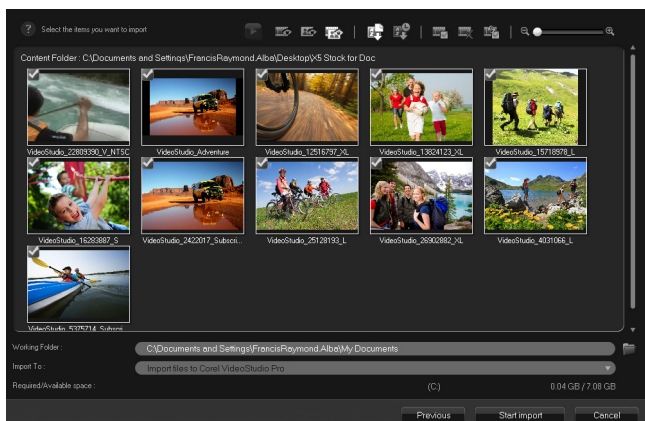 Select the items you want to import
Content Folder : C:\Documents and Settings\FrancisRaymond.Alba\Desktop\X5 Stock for Doc
VideoStudio_22809390_V_NTSC
VideoStudio_Adventure
VideoStudio_12516797_XL
VideoStudio_13824123_XL
VideoStudio_15718978_L
VideoStudio_16283887_S
VideoStudio_2422017_Subscri...
VideoStudio_25128193_L
VideoStudio_26902882_XL
VideoStudio_4031066_L
VideoStudio_5375714_Subscri
Working Folder :
C:\Documents and Settings\FrancisRaymond.Alba\My Documents
Import To :
Import files to Corel VideoStudio Pro
Required/Available space :
(C:)
0.04 GB / 7.08 GB
Previous
Start import
Cancel